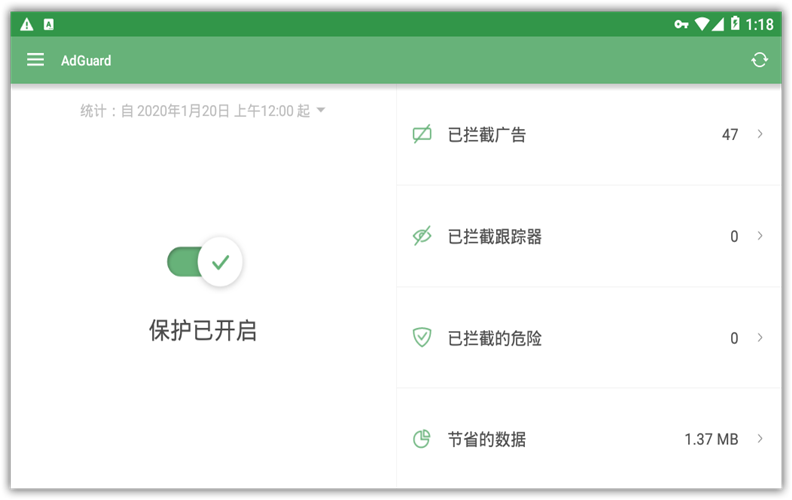 1:18
AdGuard
统计：自 2020年1月20日 上午12:00 起
保护已开启
已拦截广告 47
已拦截跟踪器 0
已拦截的危险 0
节省的数据 1.37 MB